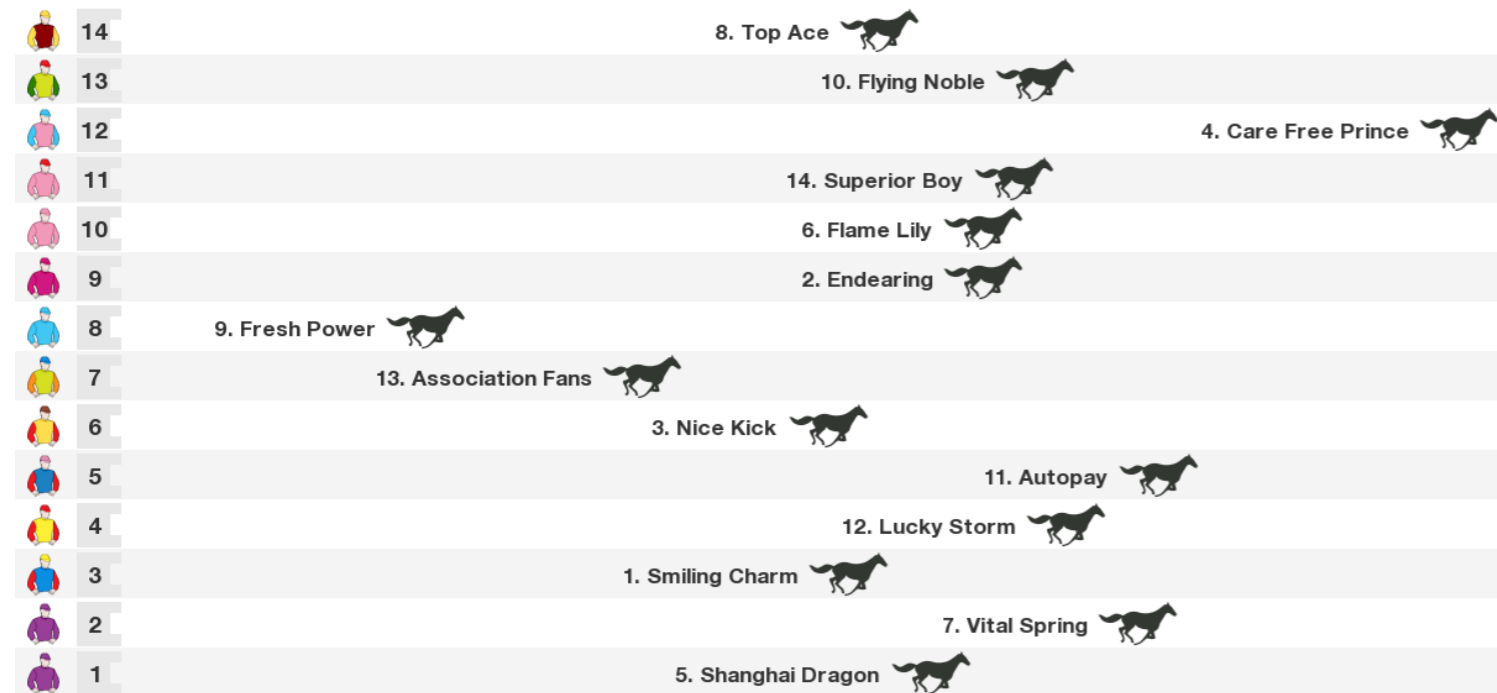 14 8. Top Ace
13 10. Flying Noble
12 4. Care Free Prince
11 14. Superior Boy
10 6. Flame Lily
9 2. Endearing
8 9. Fresh Power
7 13. Association Fans
6 3. Nice Kick
5 11. Autopay
4 12. Lucky Storm
3 1. Smiling Charm
2 7. Vital Spring
1 5. Shanghai Dragon